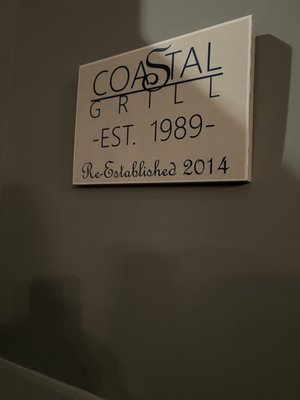 COASTAL
GRILL
-EST. 1989-
Re-Established 2014